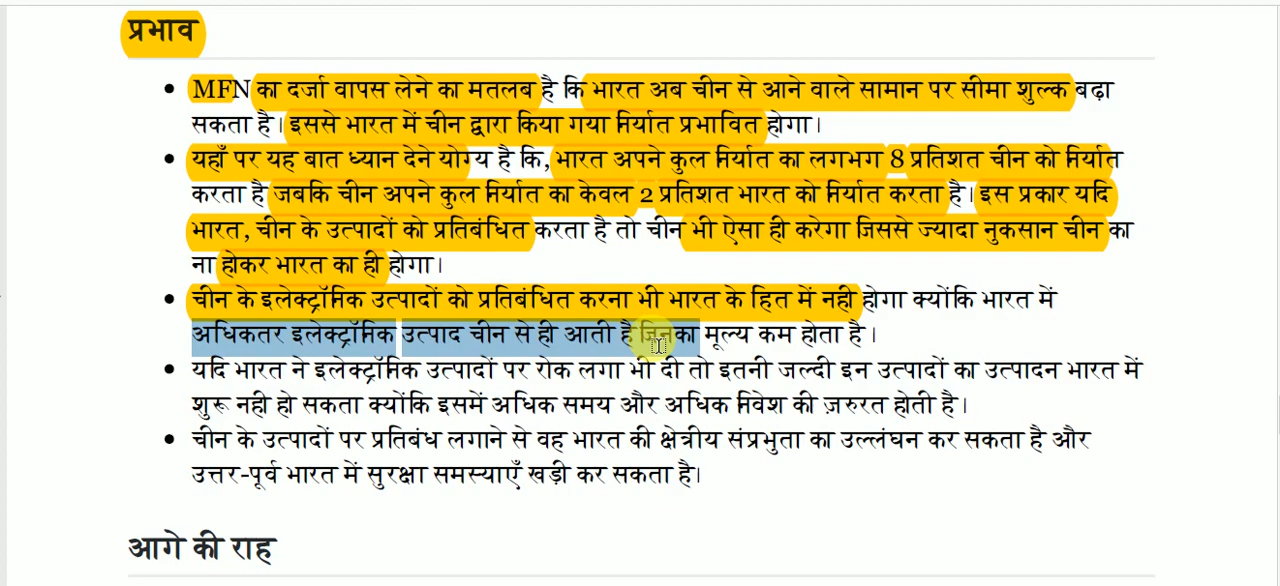 प्रभाव
MFN का दर्जा वापस लेने का मतलब है कि भारत अब चीन से आने वाले सामान पर सीमा शुल्क बढ़ा
सकता है। इससे भारत में चीन द्वारा किया गया निर्यात प्रभावित होगा।
यहाँ पर यह बात ध्यान देने योग्य है कि, भारत अपने कुल निर्यात का लगभग 8 प्रतिशत चीन को निर्यात
करता है जबकि चीन अपने कुल निर्यात का केवल 2 प्रतिशत भारत को निर्यात करता है। इस प्रकार यदि
भारत, चीन के उत्पादों को प्रतिबंधित करता है तो चीन भी ऐसा ही करेगा जिससे ज्यादा नुकसान चीन का
ना होकर भारत का ही होगा।
चीन के इलेक्ट्रॉनिक उत्पादों को प्रतिबंधित करना भी भारत के हित में नही होगा क्योंकि भारत में
अधिकतर इलेक्ट्रॉनिक उत्पाद चीन से ही आती है जिनका मूल्य कम होता है।
यदि भारत ने इलेक्ट्रॉनिक उत्पादों पर रोक लगा भी दी तो इतनी जल्दी इन उत्पादों का उत्पादन भारत में
शुरू नही हो सकता क्योंकि इसमें अधिक समय और अधिक निवेश की ज़रुरत होती है।
चीन के उत्पादों पर प्रतिबंध लगाने से वह भारत की क्षेत्रीय संप्रभुता का उल्लंघन कर सकता है और
उत्तर-पूर्व भारत में सुरक्षा समस्याएँ खड़ी कर सकता है।
आगे की राह